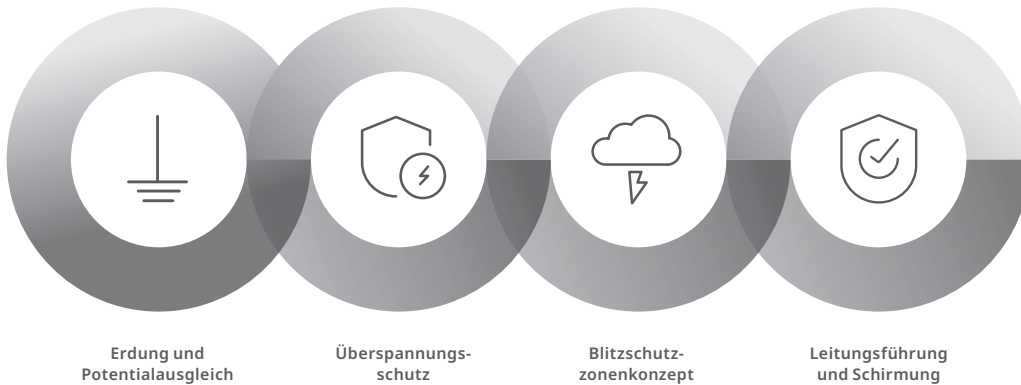 Erdung und
Potentialausgleich
Überspannungs-
schutz
Blitzschutz-
zonenkonzept
Leitungsführung
und Schirmung